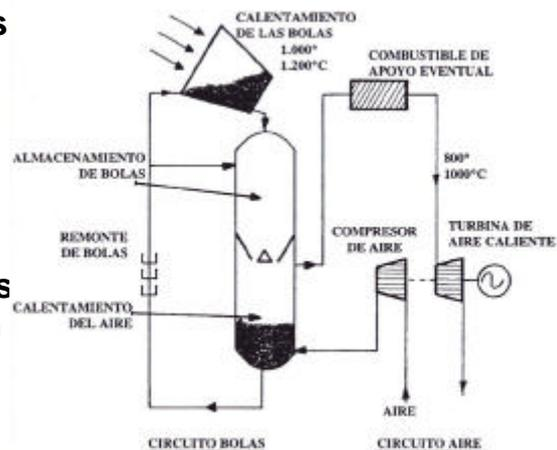 s
CALENTAMIENTO
DE LAS BOLAS
1.000°
1.200°C
COMBUSTIBLE DE
APOYO EVENTUAL
ALMACENAMIENTO
DE BOLAS
800°
1000°C
COMPRESOR
DE AIRE
TURBINA DE
AIRE CALIENTE
REMONTE
DE BOLAS
s
CALENTAMIENTO
DEL AIRE
AIRE
CIRCUITO BOLAS
CIRCUITO AIRE